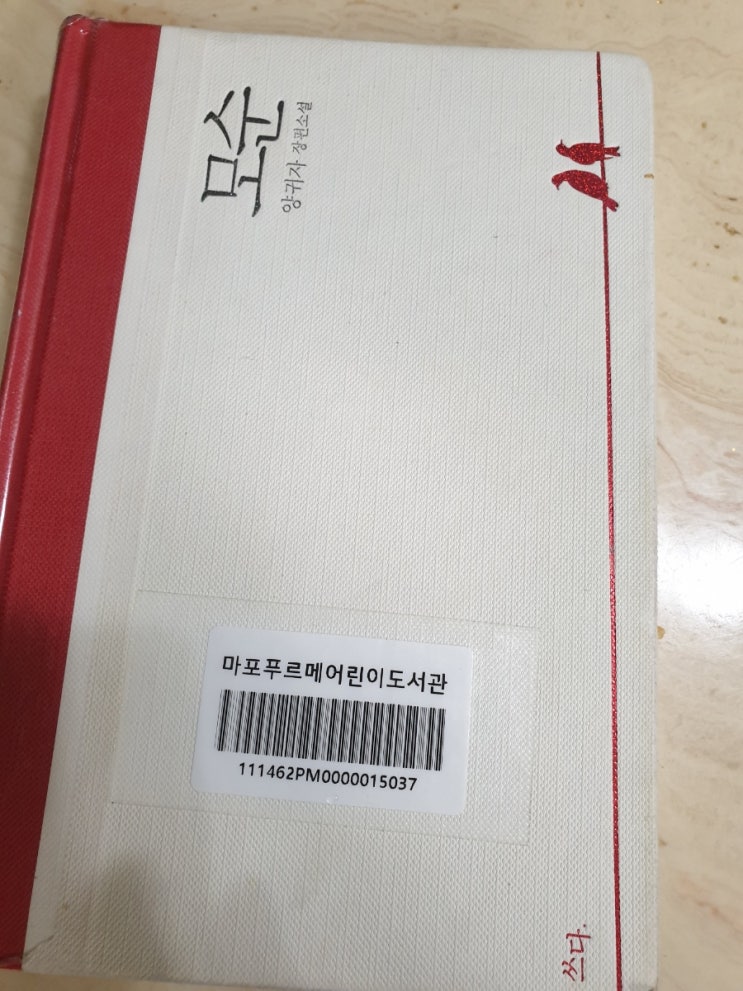 모순
양귀자 장편소설
마포푸르메어린이도서관
111462PM0000015037
쓰다.